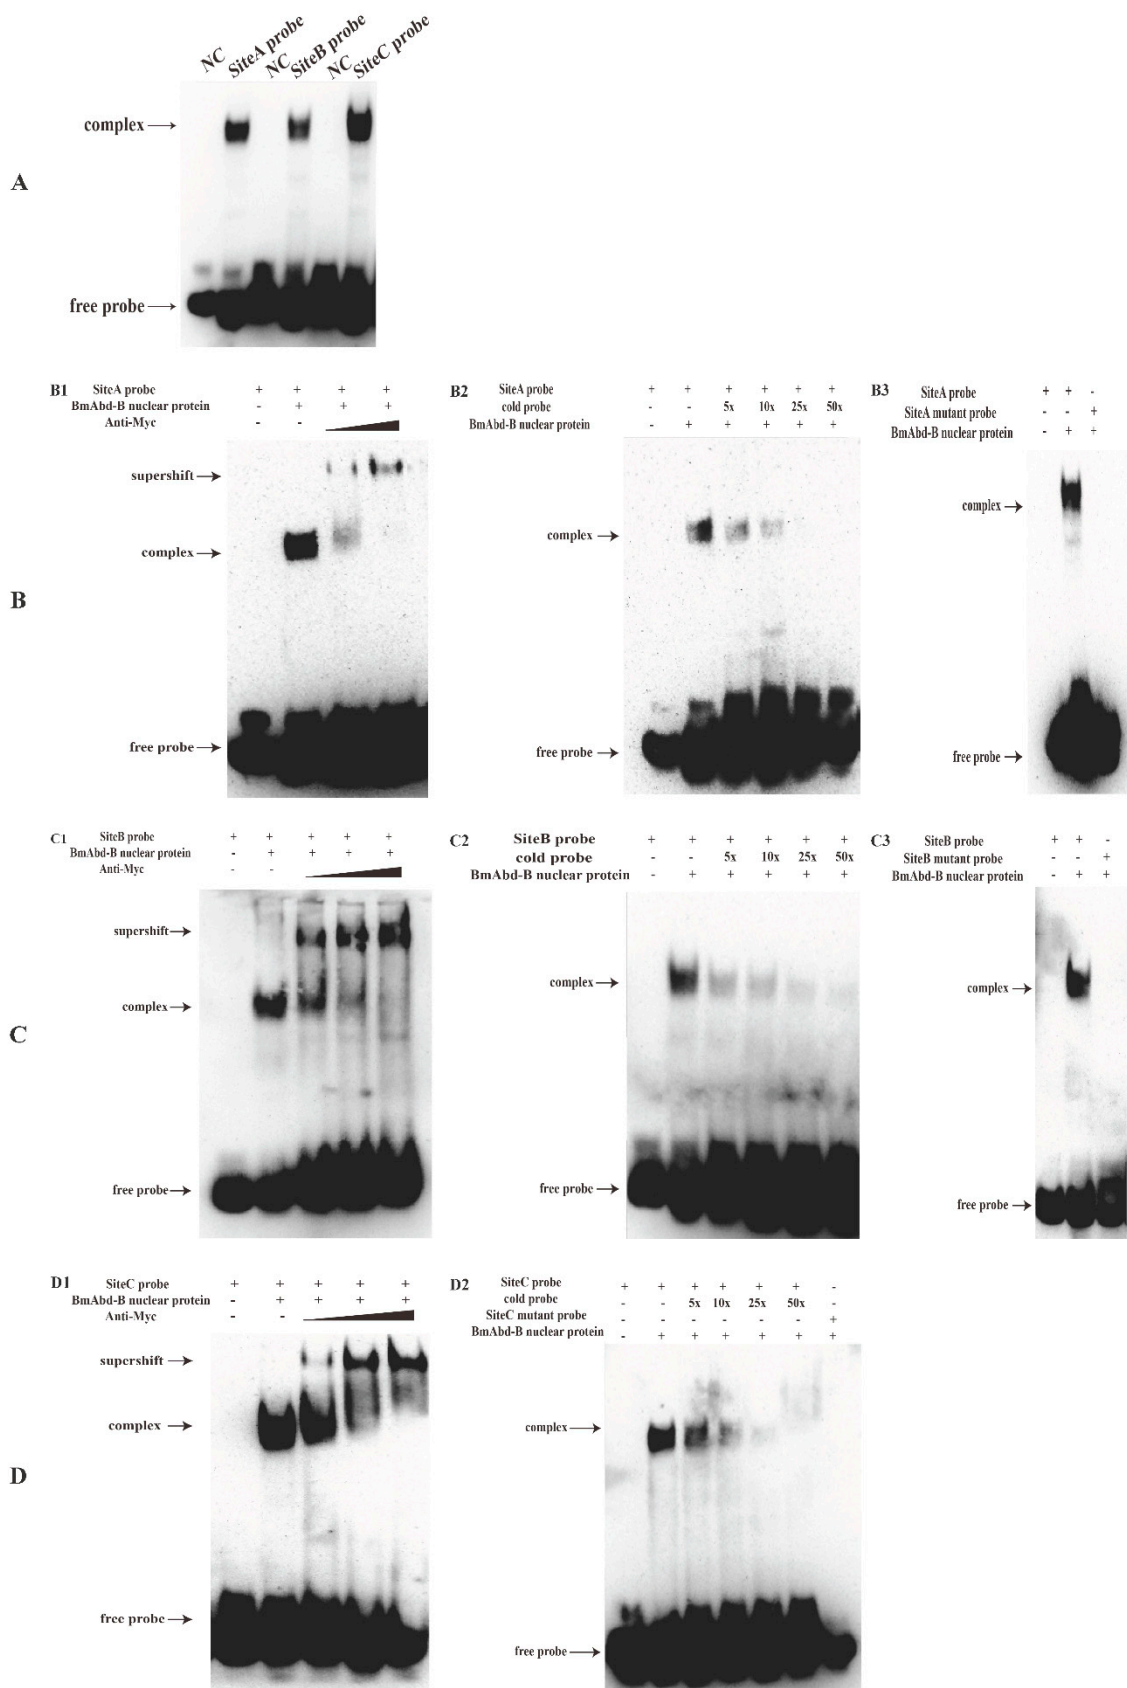 NC SiteA probe NC SiteB probe NC SiteC probe
complex
A
free probe
B1 SiteA probe + + + +
BmAbd-B nuclear protein - + + +
Anti-Myc - -
supershift
complex
free probe
B2 SiteA probe + + + + + +
cold probe - - 5x 10x 25x 50x
BmAbd-B nuclear protein - + + + + +
complex
free probe
B3 SiteA probe + + -
SiteA mutant probe - - +
BmAbd-B nuclear protein - + +
complex
free probe
B
C1 SiteB probe + + + + +
BmAbd-B nuclear protein - + + + +
Anti-Myc - -
supershift
complex
free probe
C2 SiteB probe + + + + + +
cold probe - - 5x 10x 25x 50x
BmAbd-B nuclear protein - + + + + +
complex
free probe
C3 SiteB probe + + -
SiteB mutant probe - - +
BmAbd-B nuclear protein - + +
complex
free probe
C
D1 SiteC probe + + + + +
BmAbd-B nuclear protein - + + + +
Anti-Myc - -
supershift
complex
free probe
D2 SiteC probe + + + + + + -
cold probe - - 5x 10x 25x 50x -
SiteC mutant probe - - - - - - +
BmAbd-B nuclear protein - + + + + + +
complex
free probe
D